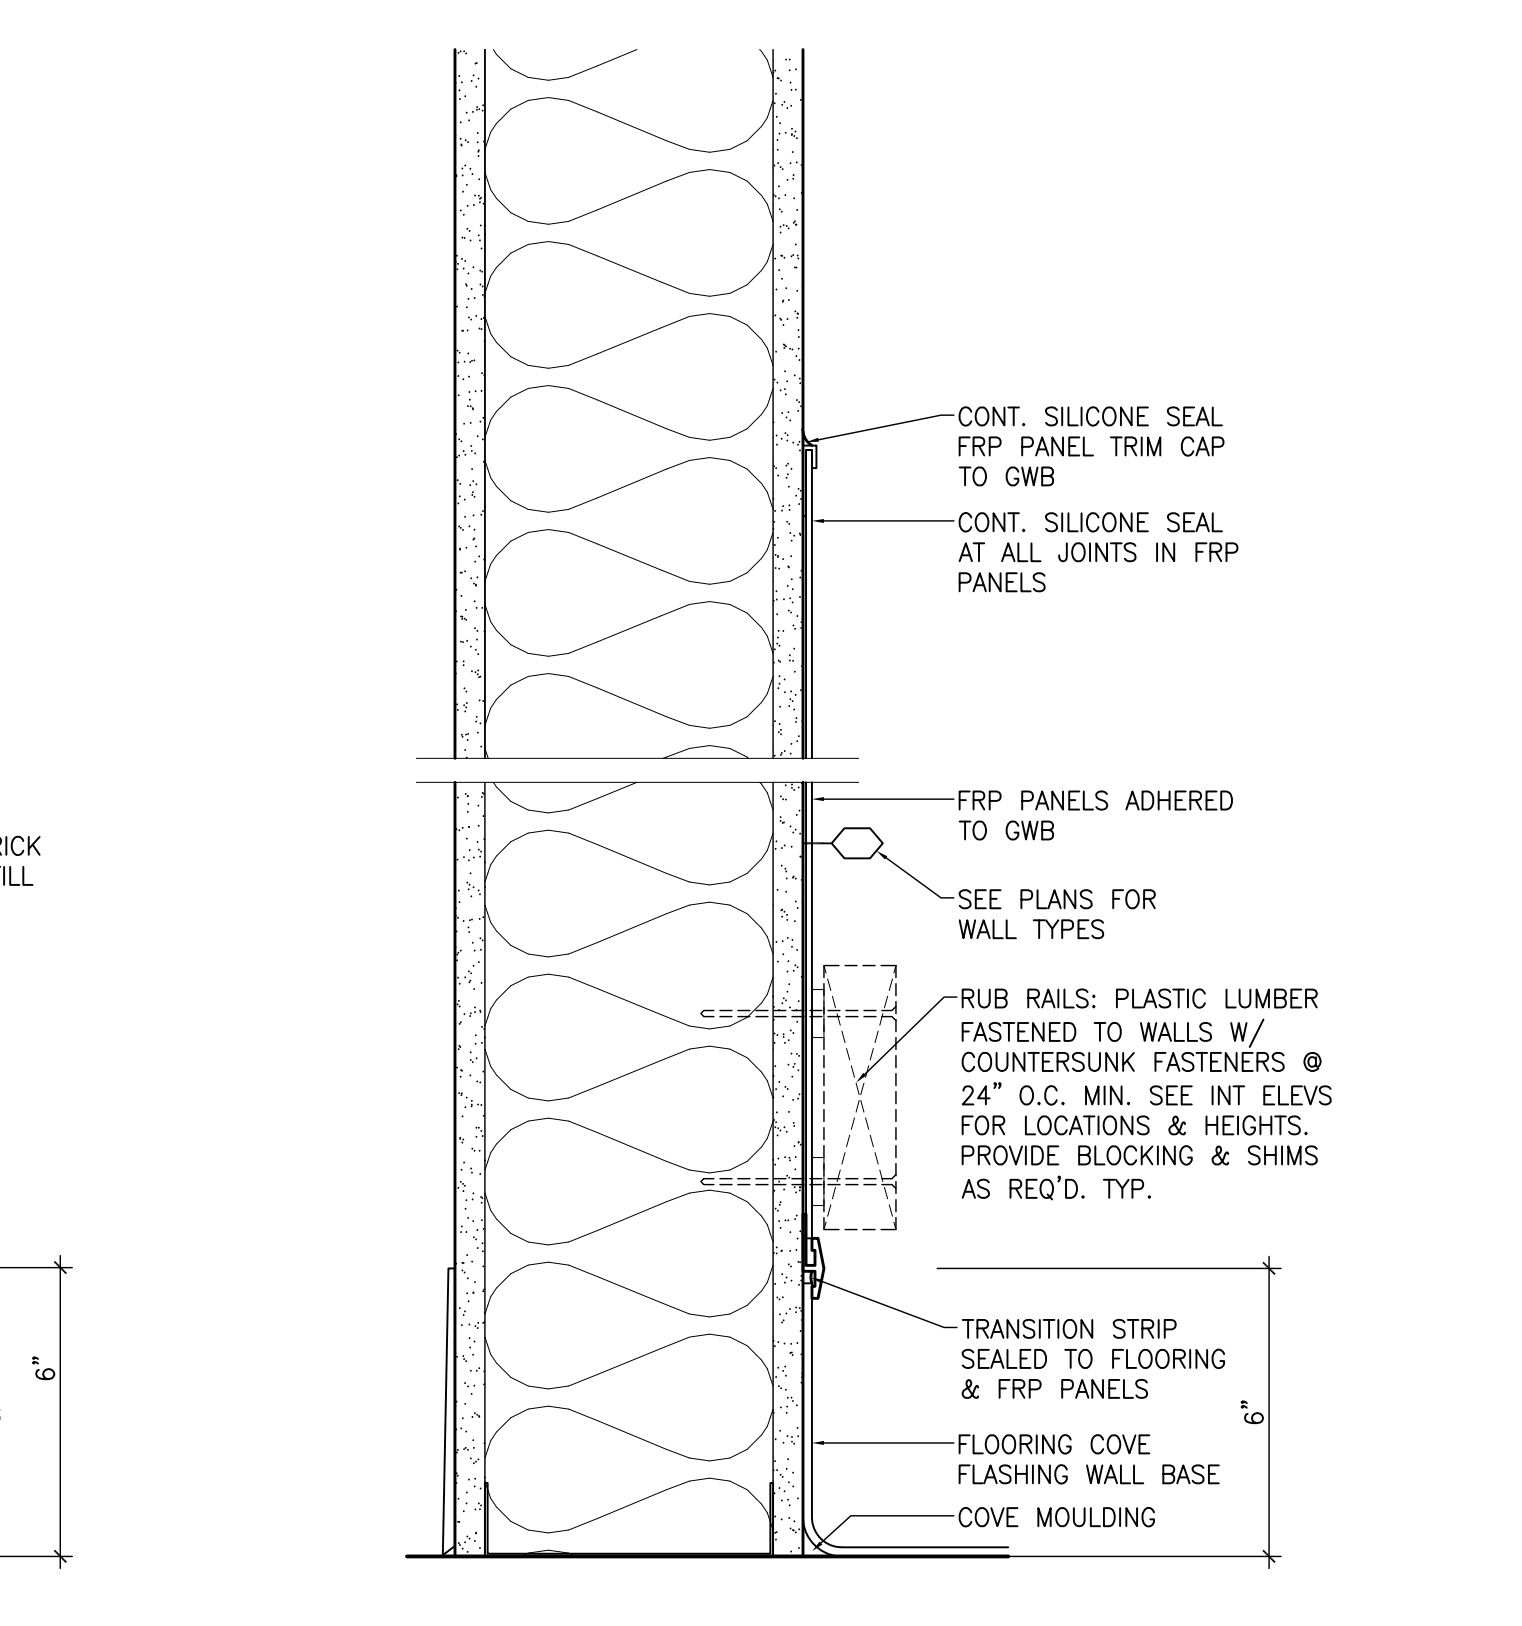 CONT. SILICONE SEAL
FRP PANEL TRIM CAP
TO GWB
CONT. SILICONE SEAL
AT ALL JOINTS IN FRP
PANELS
FRP PANELS ADHERED
TO GWB
SEE PLANS FOR
WALL TYPES
RUB RAILS: PLASTIC LUMBER
FASTENED TO WALLS W/
COUNTERSUNK FASTENERS @
24" O.C. MIN. SEE INT ELEVS
FOR LOCATIONS & HEIGHTS.
PROVIDE BLOCKING & SHIMS
AS REQ'D. TYP.
TRANSITION STRIP
SEALED TO FLOORING
& FRP PANELS
FLOORING COVE
FLASHING WALL BASE
COVE MOULDING
6"
6"